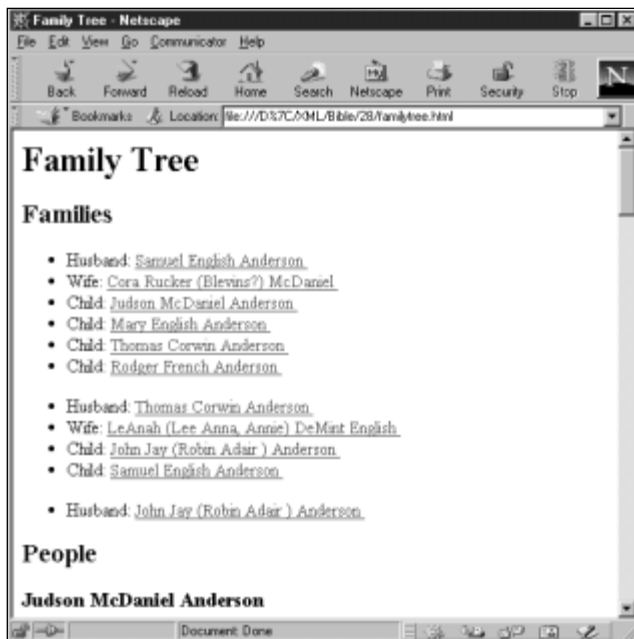 Family Tree - Netscape
File Edit View Go Communicator Help
Back Forward Reload Home Search Netscape Print Security Stop
N
Bookmarks Location: file:///D%7C/XML/Bible/28/familytree.html
Family Tree
Families
• Husband: Samuel English Anderson
• Wife: Cora Rucker (Blevins?) McDaniel
• Child: Judson McDaniel Anderson
• Child: Mary English Anderson
• Child: Thomas Corwin Anderson
• Child: Rodger French Anderson
• Husband: Thomas Corwin Anderson
• Wife: LeAnah (Lee Anna, Annie) DeMint English
• Child: John Jay (Robin Adair ) Anderson
• Child: Samuel English Anderson
• Husband: John Jay (Robin Adair ) Anderson
People
Judson McDaniel Anderson
Document: Done